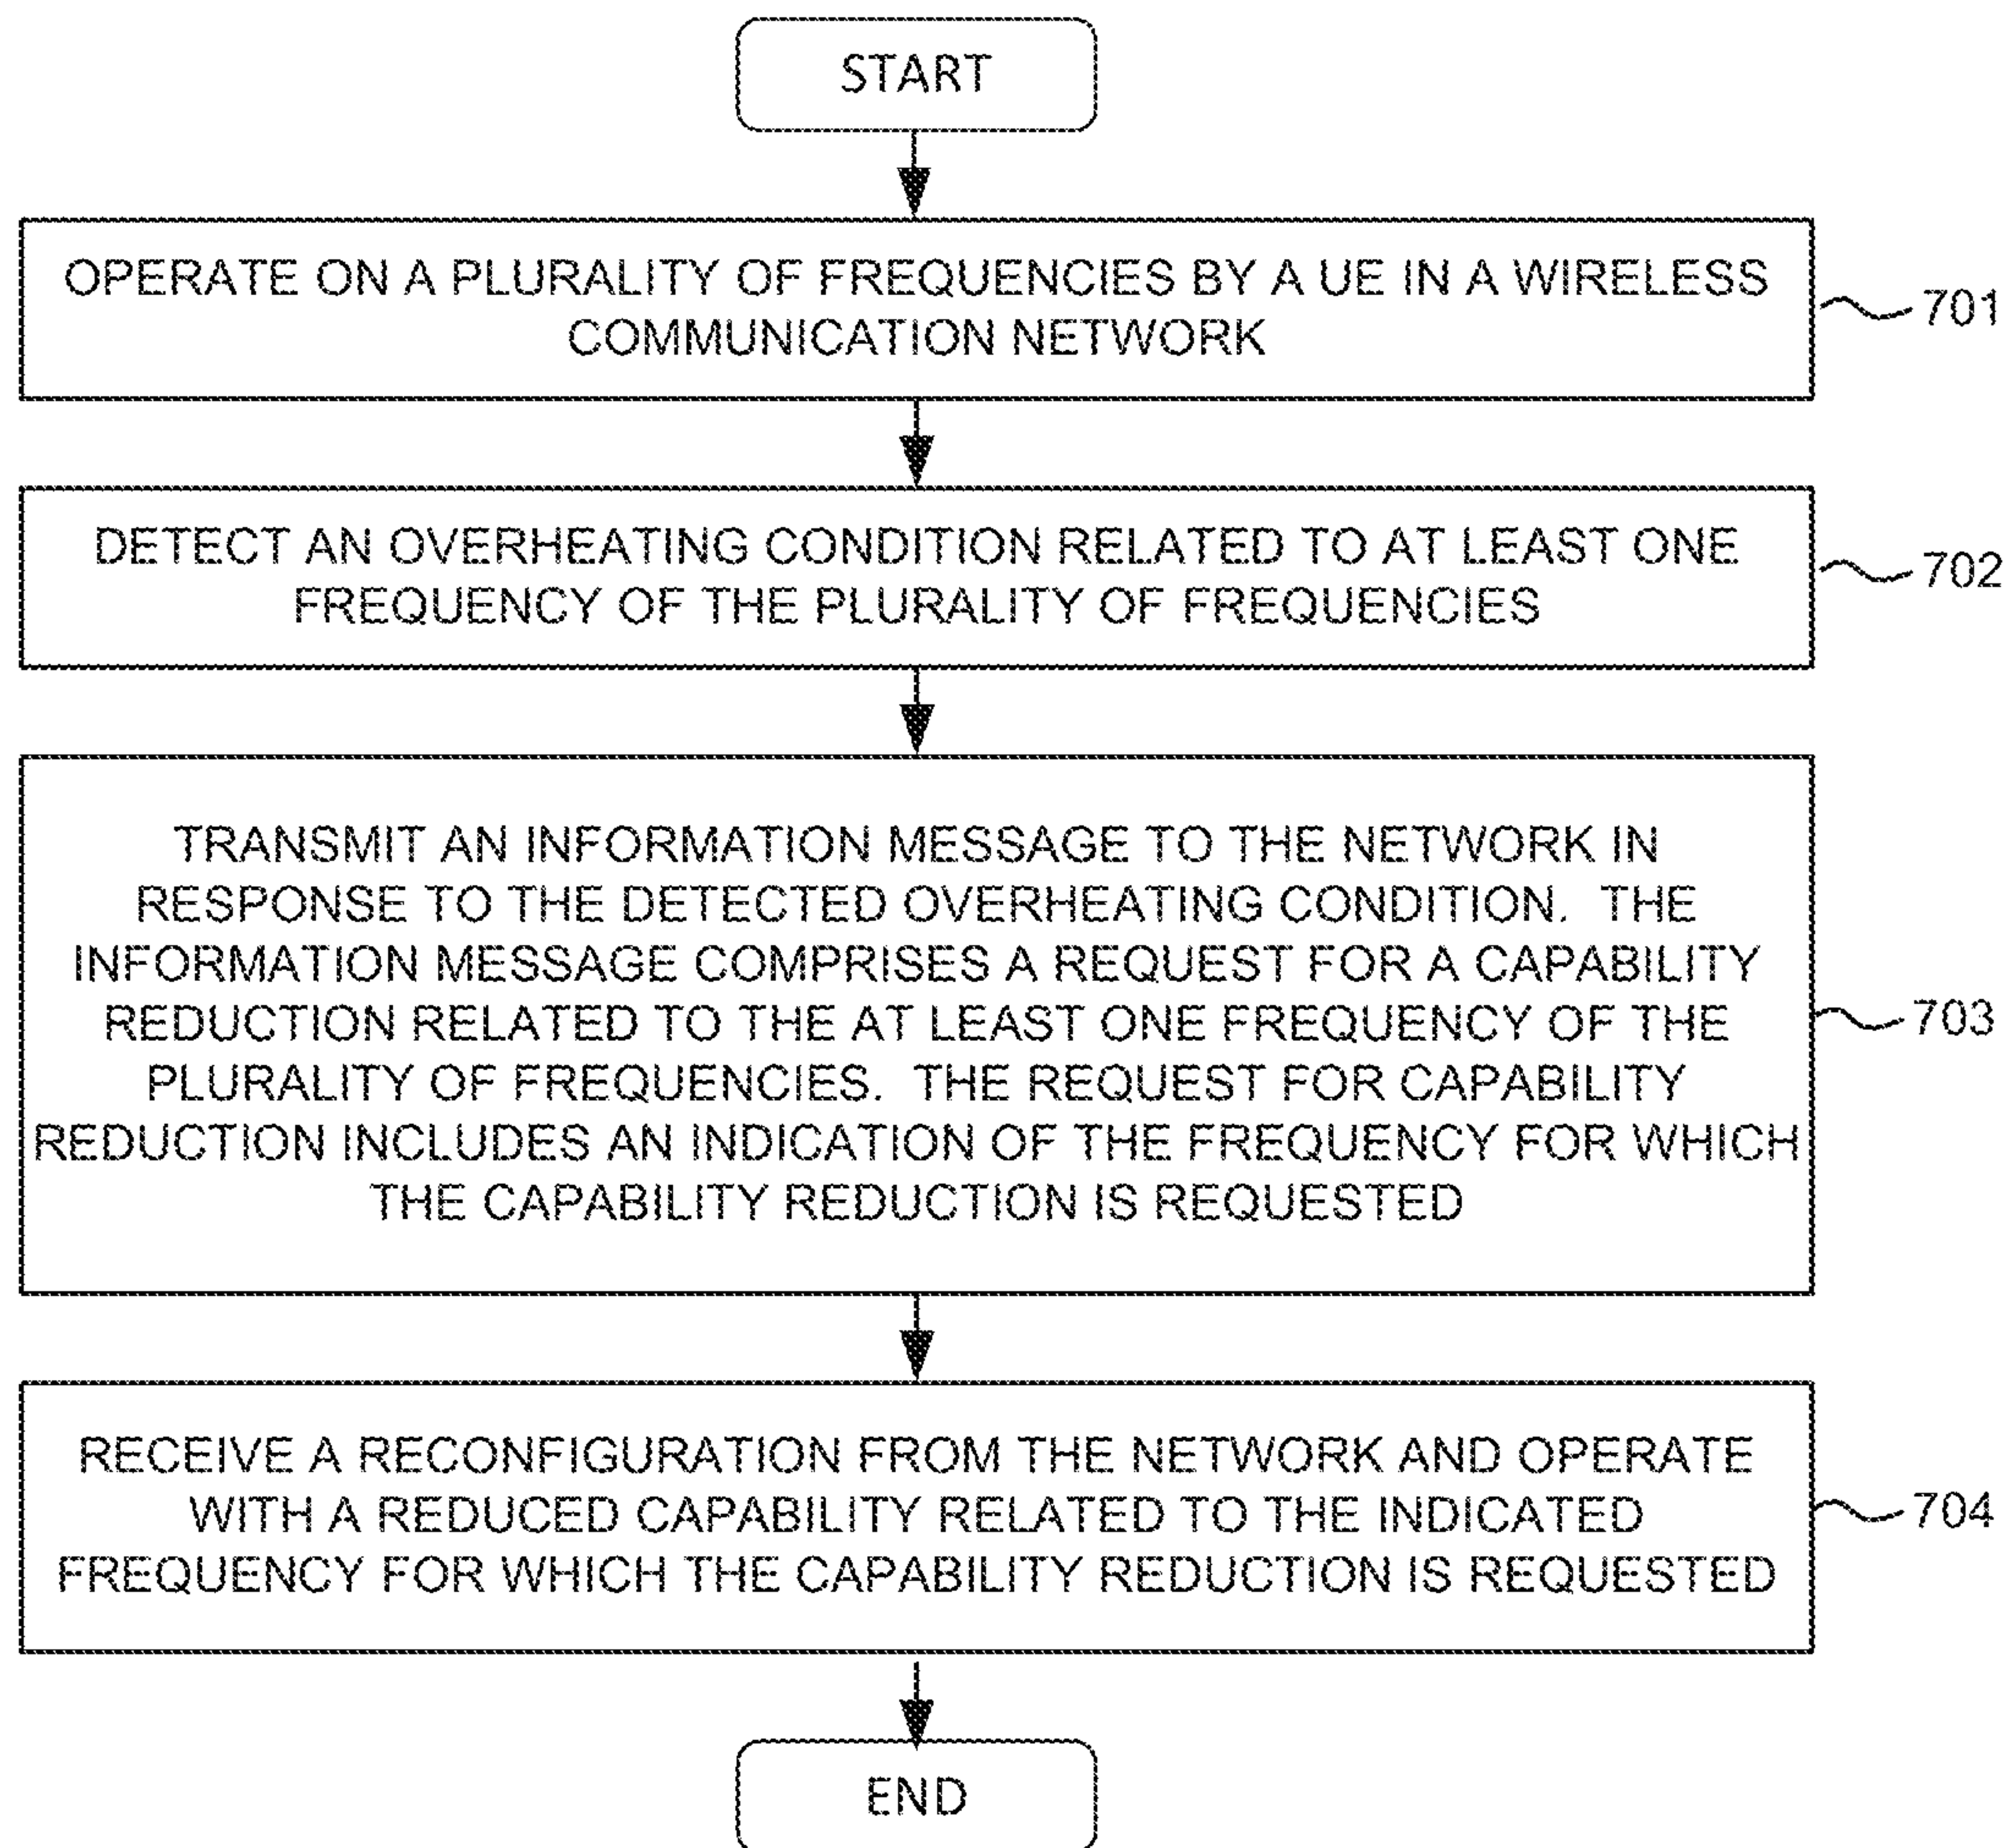 START
OPERATE ON A PLURALITY OF FREQUENCIES BY A UE IN A WIRELESS
COMMUNICATION NETWORK
701
DETECT AN OVERHEATING CONDITION RELATED TO AT LEAST ONE
FREQUENCY OF THE PLURALITY OF FREQUENCIES
702
TRANSMIT AN INFORMATION MESSAGE TO THE NETWORK IN
RESPONSE TO THE DETECTED OVERHEATING CONDITION. THE
INFORMATION MESSAGE COMPRISES A REQUEST FOR A CAPABILITY
REDUCTION RELATED TO THE AT LEAST ONE FREQUENCY OF THE
PLURALITY OF FREQUENCIES. THE REQUEST FOR CAPABILITY
REDUCTION INCLUDES AN INDICATION OF THE FREQUENCY FOR WHICH
THE CAPABILITY REDUCTION IS REQUESTED
703
RECEIVE A RECONFIGURATION FROM THE NETWORK AND OPERATE
WITH A REDUCED CAPABILITY RELATED TO THE INDICATED
FREQUENCY FOR WHICH THE CAPABILITY REDUCTION IS REQUESTED
704
END